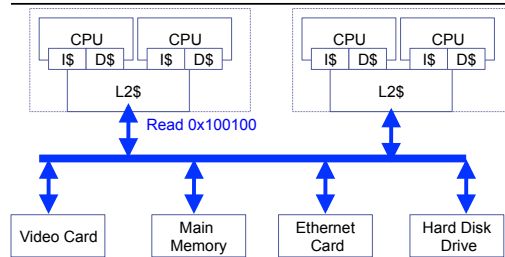 CPU CPU CPU CPU
I$ D$ I$ D$ I$ D$ I$ D$
L2$ L2$
Read 0x100100
Video Card
Main
Memory
Ethernet
Card
Hard Disk
Drive